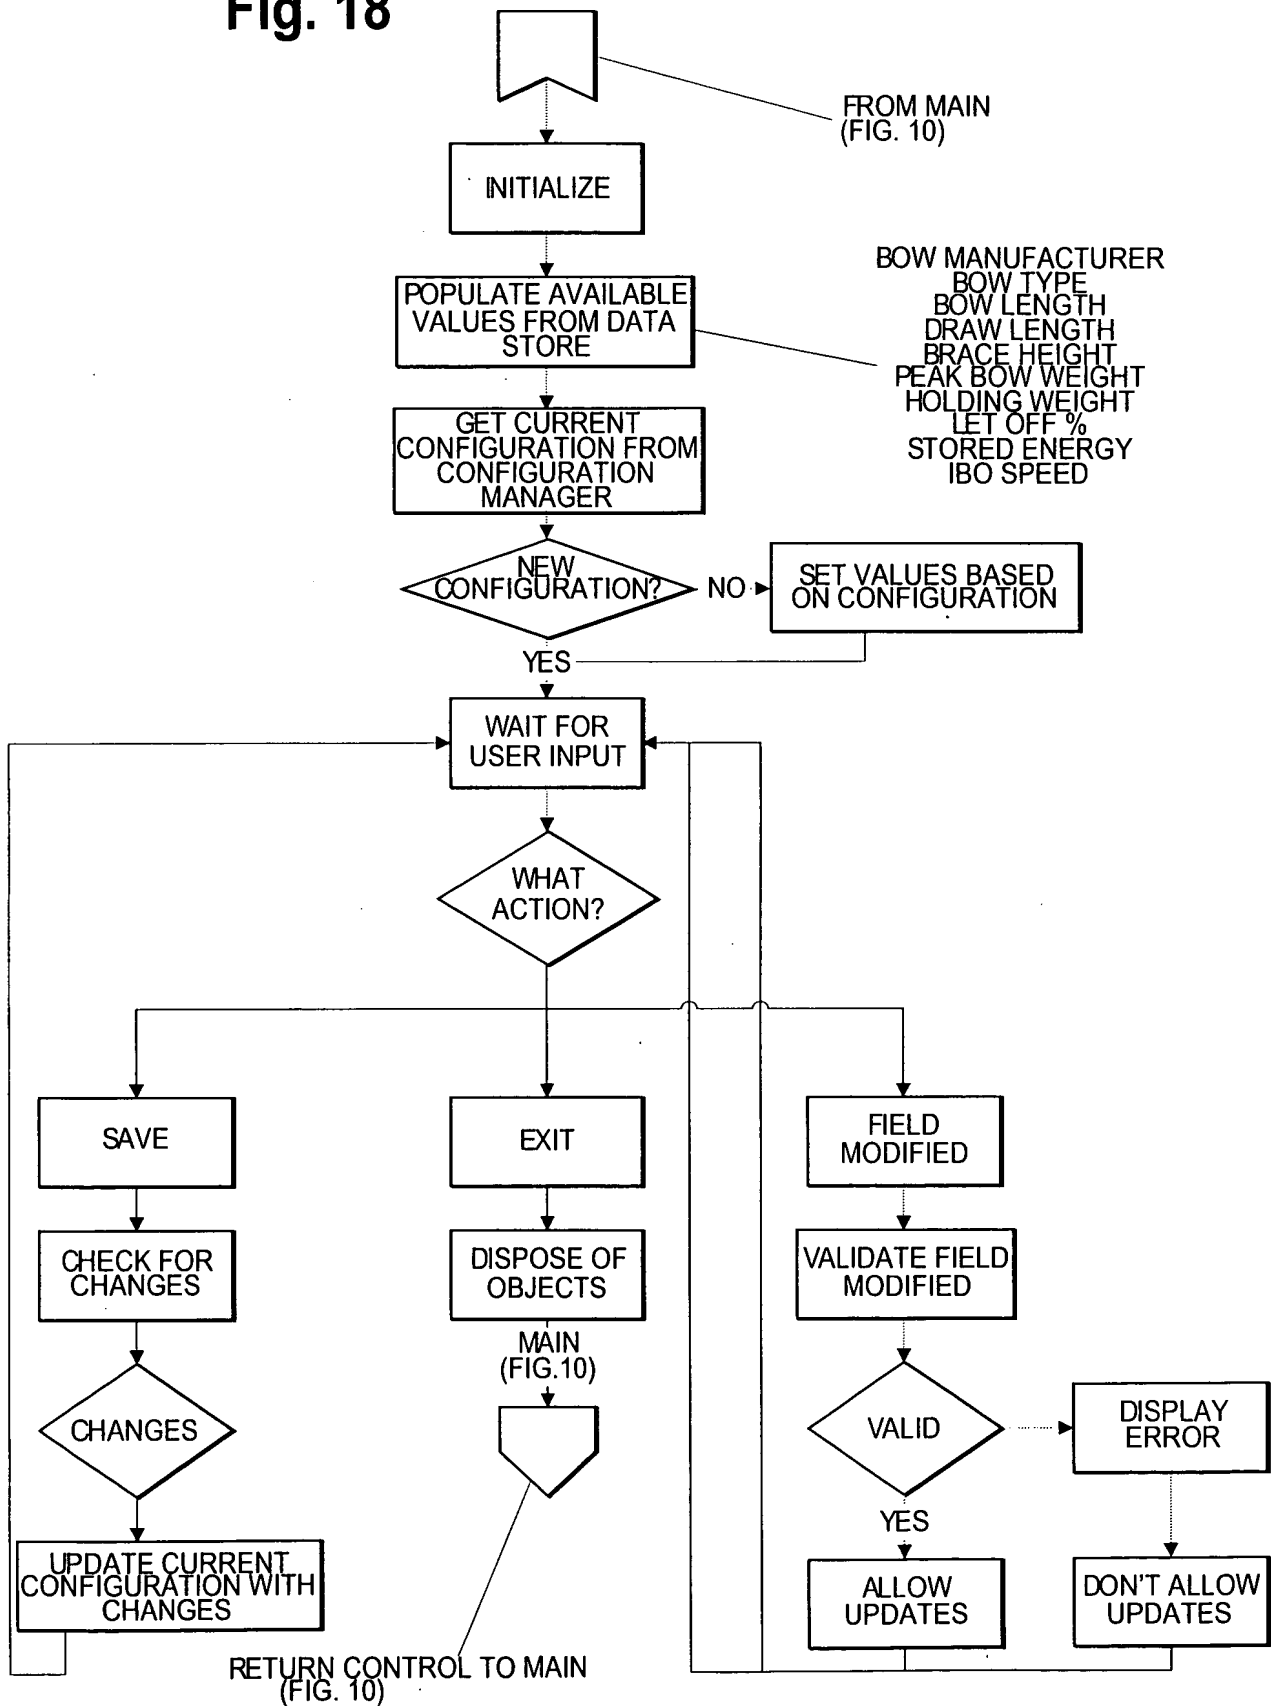 Fig. 18
FROM MAIN
(FIG. 10)
INITIALIZE
POPULATE AVAILABLE
VALUES FROM DATA
STORE
BOW MANUFACTURER
BOW TYPE
BOW LENGTH
DRAW LENGTH
BRACE HEIGHT
PEAK BOW WEIGHT
HOLDING WEIGHT
LET OFF %
STORED ENERGY
IBO SPEED
GET CURRENT
CONFIGURATION FROM
CONFIGURATION
MANAGER
NEW
CONFIGURATION?
NO
SET VALUES BASED
ON CONFIGURATION
YES
WAIT FOR
USER INPUT
WHAT
ACTION?
SAVE
CHECK FOR
CHANGES
CHANGES
UPDATE CURRENT
CONFIGURATION WITH
CHANGES
EXIT
DISPOSE OF
OBJECTS
MAIN
(FIG.10)
RETURN CONTROL TO MAIN
(FIG. 10)
FIELD
MODIFIED
VALIDATE FIELD
MODIFIED
VALID
YES
ALLOW
UPDATES
DISPLAY
ERROR
DON'T ALLOW
UPDATES